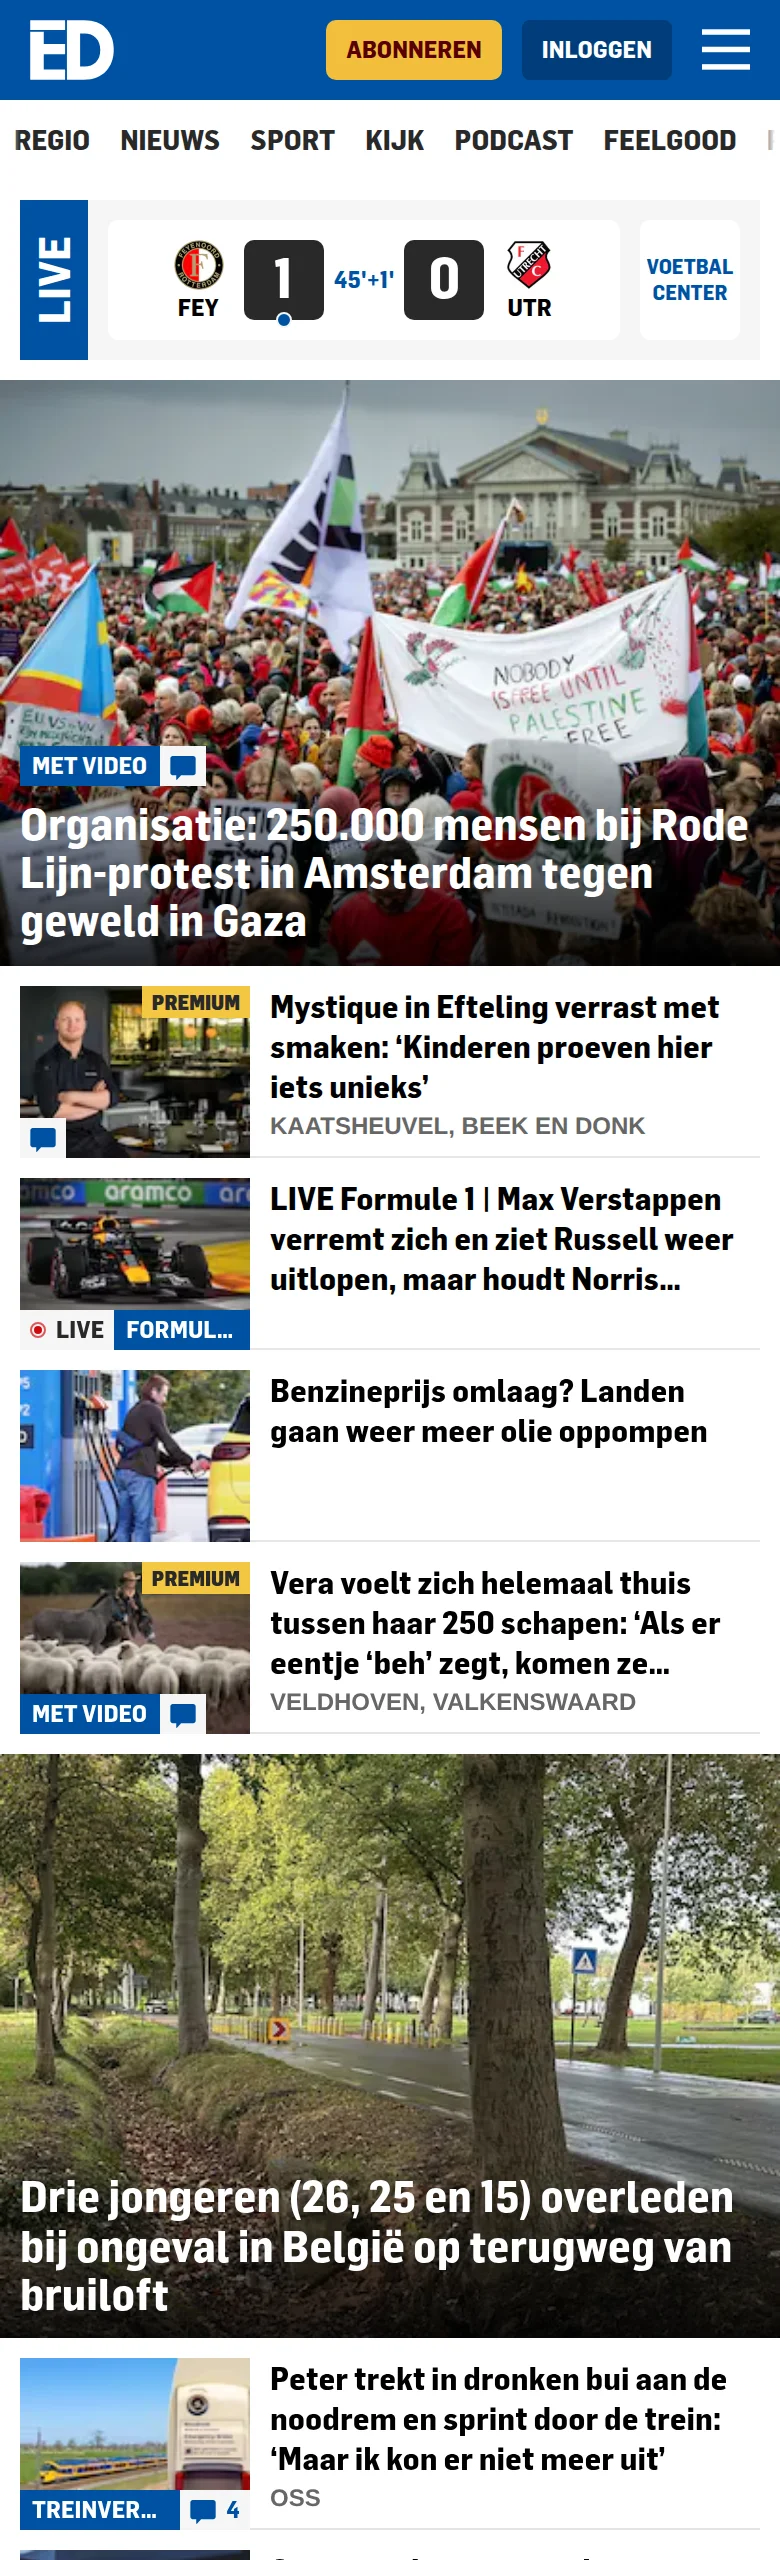 ED
ABONNEREN
INLOGGEN
REGIO NIEUWS SPORT KIJK PODCAST FEELGOOD
LIVE
FEY
1
45'+1'
0
UTR
VOETBAL
CENTER
NOBODY
IS FREE UNTIL
PALESTINE
FREE
MET VIDEO
Organisatie: 250.000 mensen bij Rode
Lijn-protest in Amsterdam tegen
geweld in Gaza
PREMIUM
Mystique in Efteling verrast met
smaken: ‘Kinderen proeven hier
iets unieks’
KAATSHEUVEL, BEEK EN DONK
aramco
LIVE
FORMUL...
LIVE Formule 1 | Max Verstappen
verremt zich en ziet Russell weer
uitlopen, maar houdt Norris...
Benzineprijs omlaag? Landen
gaan weer meer olie oppompen
PREMIUM
MET VIDEO
Vera voelt zich helemaal thuis
tussen haar 250 schapen: ‘Als er
eentje ‘beh’ zegt, komen ze...
VELDHOVEN, VALKENSWAARD
Drie jongeren (26, 25 en 15) overleden
bij ongeval in België op terugweg van
bruiloft
TREINVER...
4
Peter trekt in dronken bui aan de
noodrem en sprint door de trein:
‘Maar ik kon er niet meer uit’
OSS